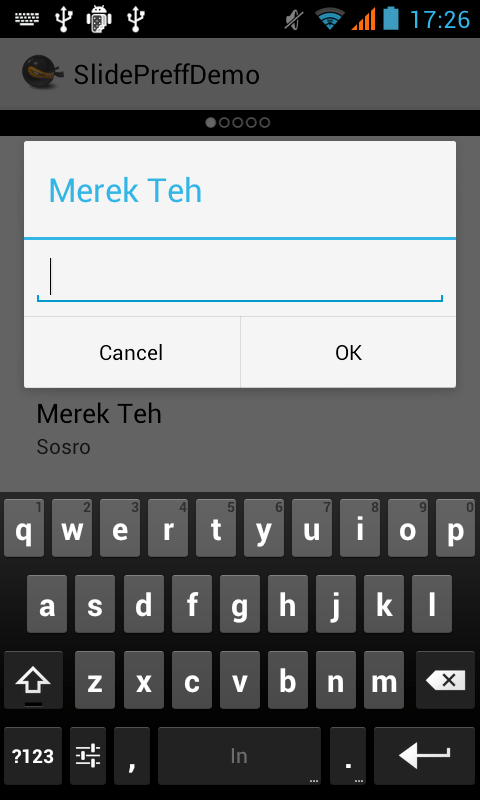 17:26
SlidePreffDemo
Merek Teh
Cancel OK
Merek Teh
Sosro
1 2 3 4 5 6 7 8 9 0
q w e r t y u i o p
a s d f g h j k l
z x c v b n m
?123 , In ... . ...